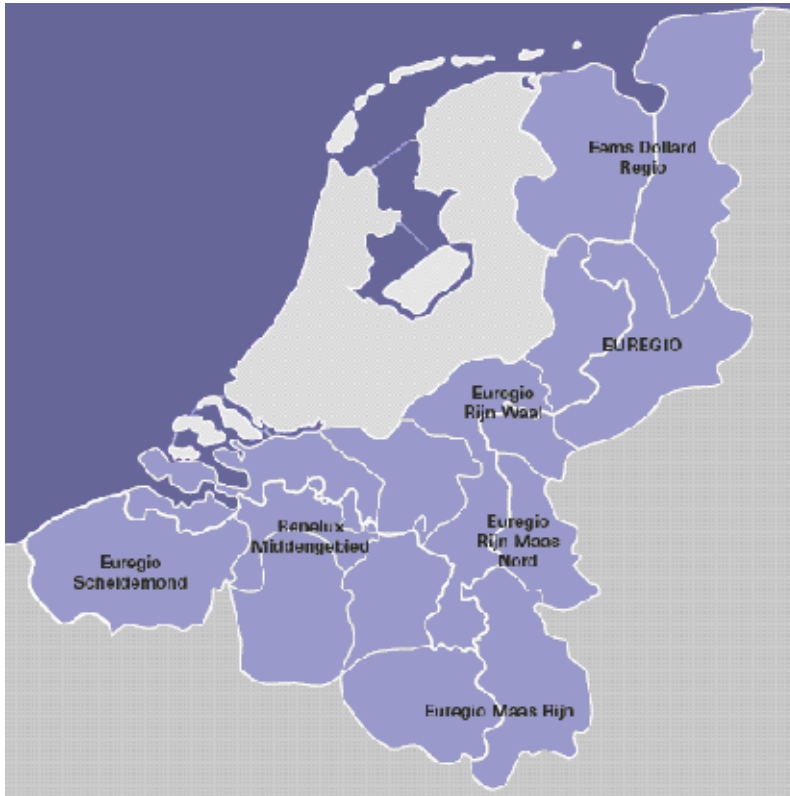 Eems Dollard
Regio
EUREGIO
Euregio
Rijn Waal
Benelux
Middengebied
Euregio
Rijn Maas
Nord
Euregio
Scheldemond
Euregio Maas Rijn